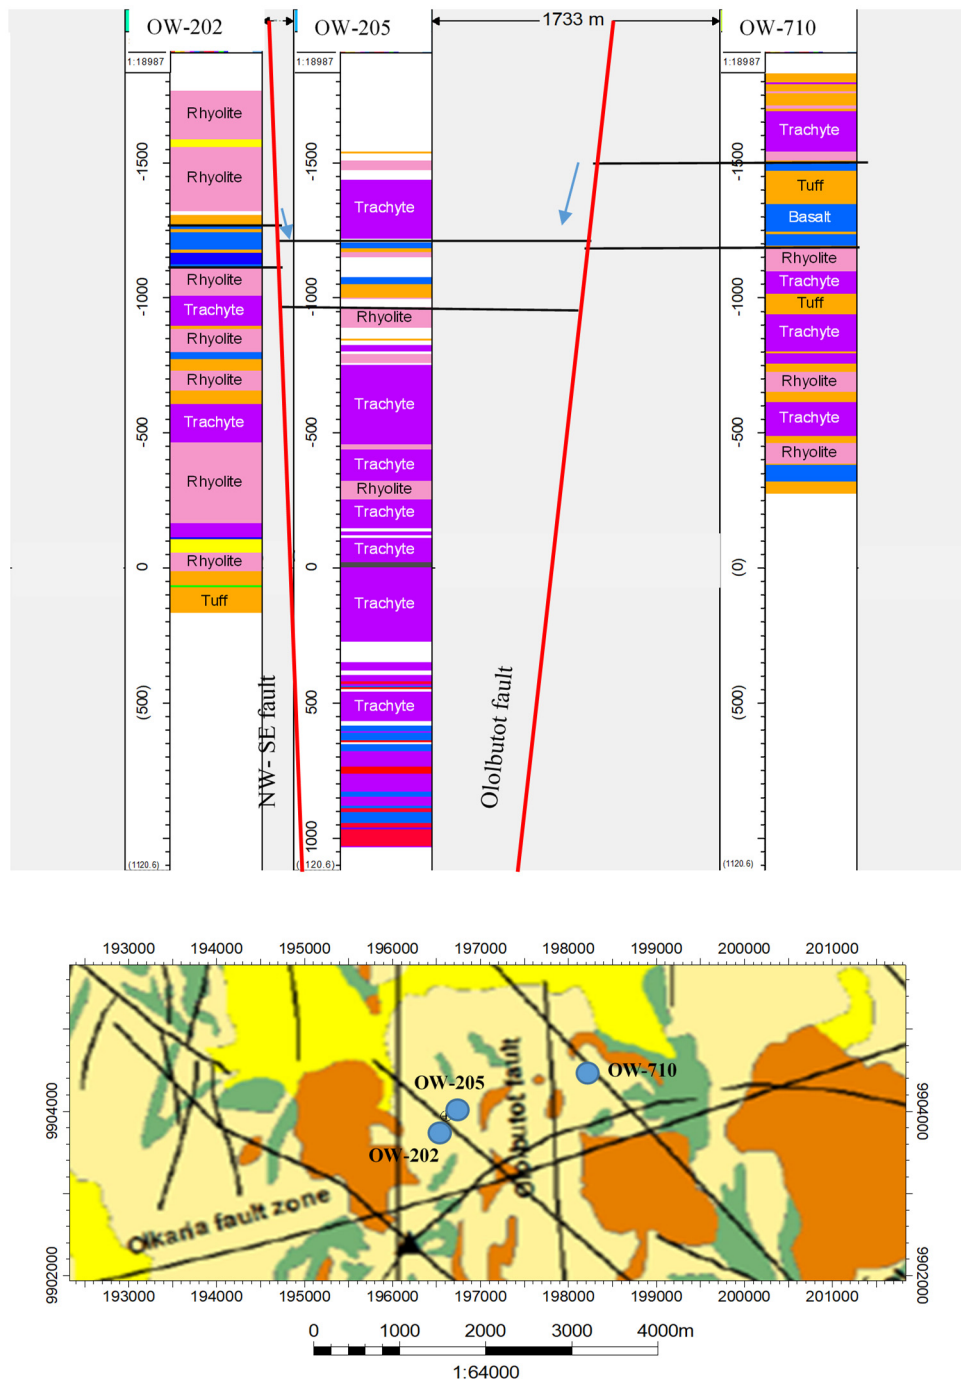 OW-202
OW-205
1733 m
OW-710
1:18987
1:18987
Rhyolite
Rhyolite
Rhyolite
Trachyte
Rhyolite
Rhyolite
Trachyte
Rhyolite
Rhyolite
Tuff
-1500
-1000
-500
0
(500)
(1120.6)
NW- SE fault
Trachyte
Rhyolite
Trachyte
Trachyte
Rhyolite
Trachyte
Trachyte
Trachyte
Trachyte
-1500
-1000
-500
0
500
1000
(1120.6)
Ololbutot fault
Trachyte
Tuff
Basalt
Rhyolite
Trachyte
Tuff
Trachyte
Rhyolite
Trachyte
Rhyolite
-1500
-1000
-500
(0)
(500)
(1120.6)
193000 194000 195000 196000 197000 198000 199000 200000 201000
9904000
9902000
OW-205
OW-202
OW-710
Ololbutot fault
Olkaria fault zone
9904000
9902000
193000 194000 195000 196000 197000 198000 199000 200000 201000
0 1000 2000 3000 4000m
1:64000